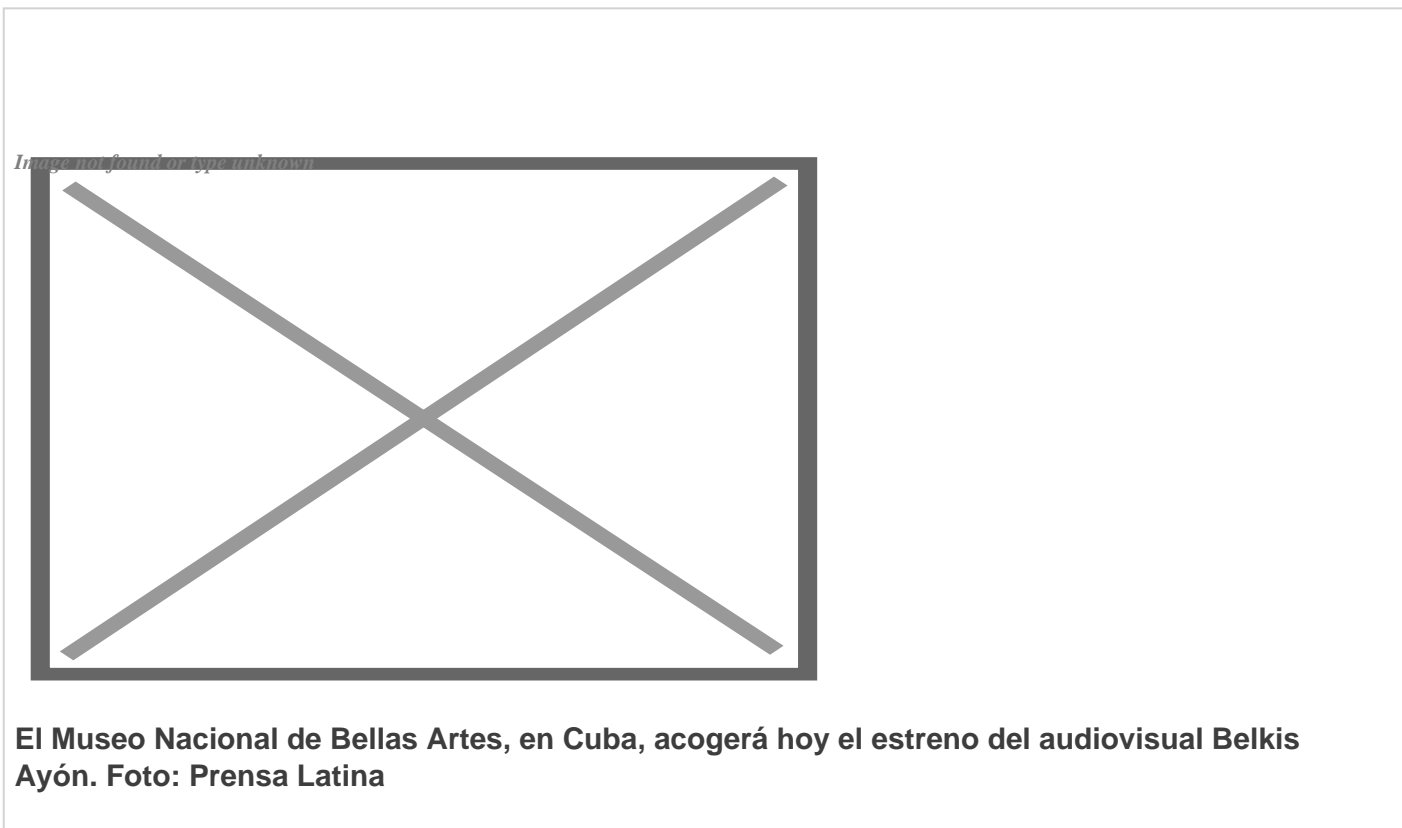 Image not found or type unknown
El Museo Nacional de Bellas Artes, en Cuba, acogerá hoy el estreno del audiovisual Belkis
Ayón. Foto: Prensa Latina